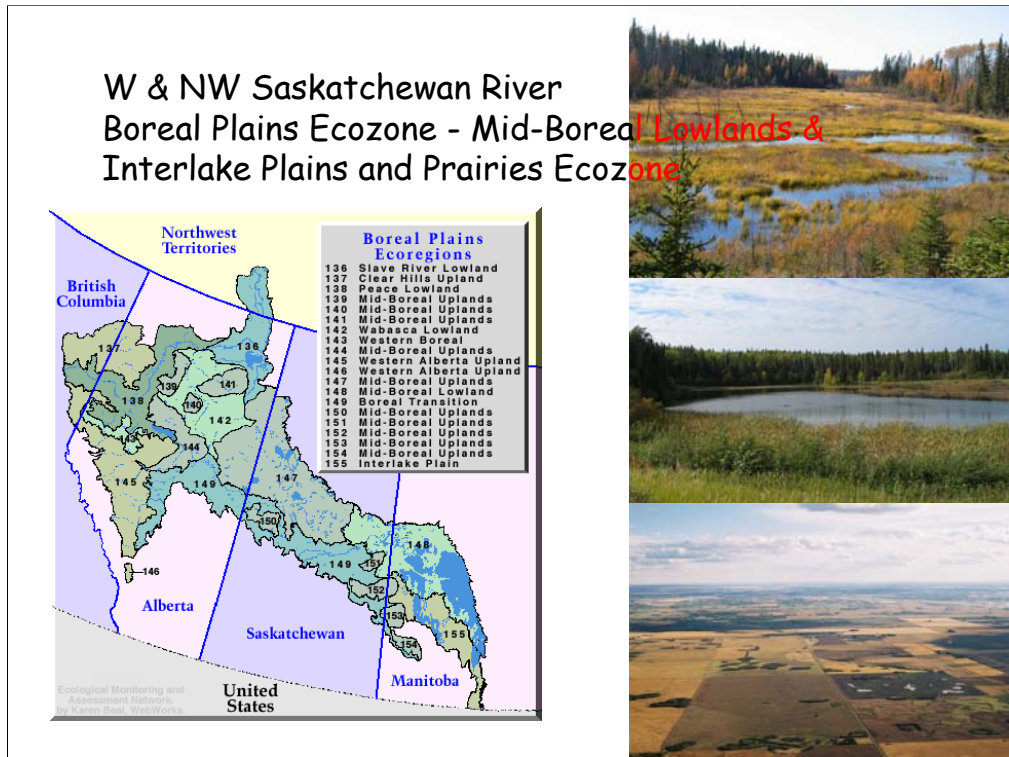 W & NW Saskatchewan River
Boreal Plains Ecozone - Mid-Boreal Lowlands &
Interlake Plains and Prairies Ecozone
Northwest
Territories
British
Columbia
Boreal Plains
Ecoregions
136 Slave River Lowland
137 Clear Hills Upland
138 Peace Lowland
139 Mid-Boreal Uplands
140 Mid-Boreal Uplands
141 Mid-Boreal Uplands
142 Wabasca Lowland
143 Western Boreal
144 Mid-Boreal Uplands
145 Western Alberta Upland
146 Western Alberta Upland
147 Mid-Boreal Uplands
148 Mid-Boreal Lowland
149 Boreal Transition
150 Mid-Boreal Uplands
151 Mid-Boreal Uplands
152 Mid-Boreal Uplands
153 Mid-Boreal Uplands
154 Mid-Boreal Uplands
155 Interlake Plain
137
136
139
141
138
140
142
143
144
145
149
147
150
148
149
151
146
152
153
155
154
Alberta
Saskatchewan
Manitoba
United
States
Ecological Monitoring and
Assessment Network.
by Karen Beal, WebWorks.